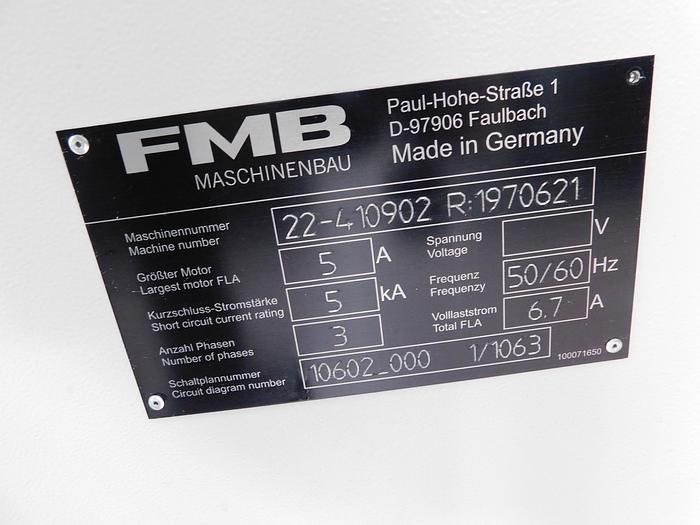 FMB
MASCHINENBAU
Paul-Hohe-Straße 1
D-97906 Faulbach
Made in Germany
Maschinennummer
Machine number
22-410902 R:1970621
Größter Motor
Largest motor FLA
5 A
Spannung
Voltage
V
Kurzschluss-Stromstärke
Short circuit current rating
5 kA
Frequenz
Frequenzy
50/60 Hz
Anzahl Phasen
Number of phases
3
Volllaststrom
Total FLA
6.7 A
Schaltplannummer
Circuit diagram number
10602_000 1/1063
100071650